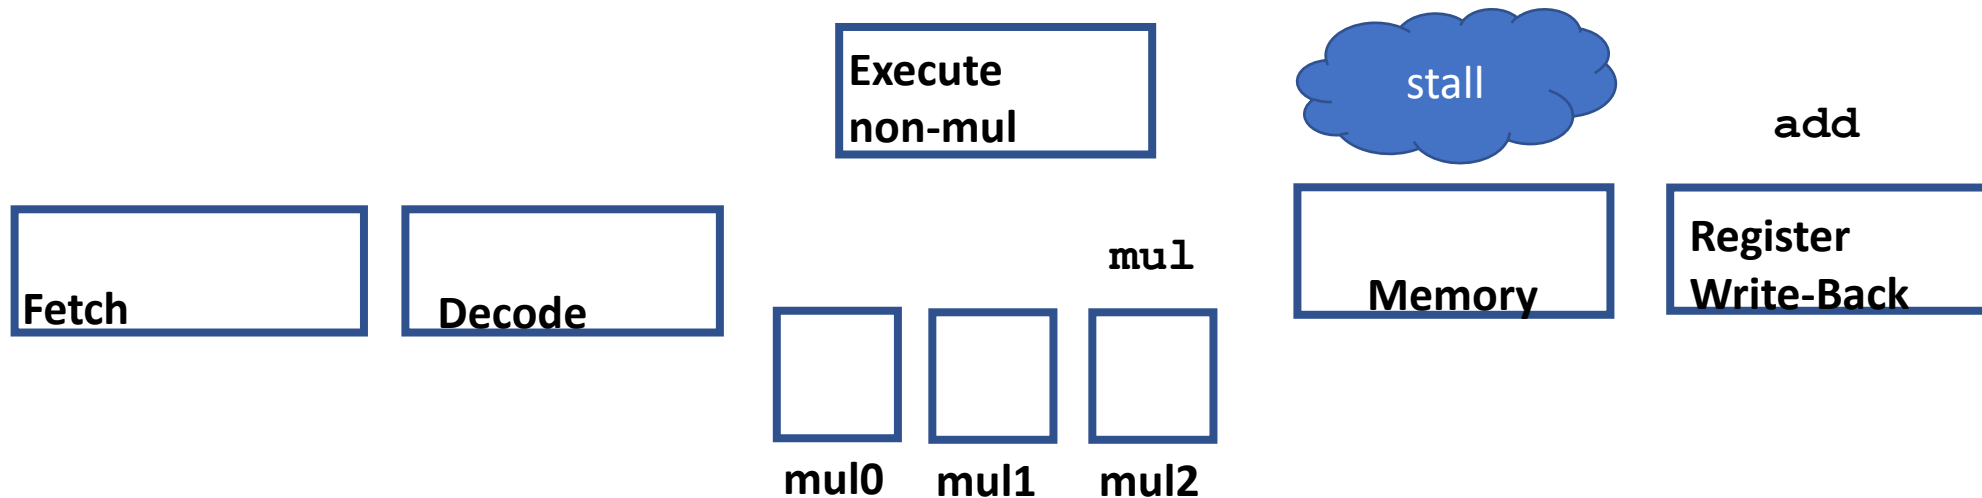 Execute
non-mul
stall
add
Fetch
Decode
mul
Memory
Register
Write-Back
mul0
mul1
mul2